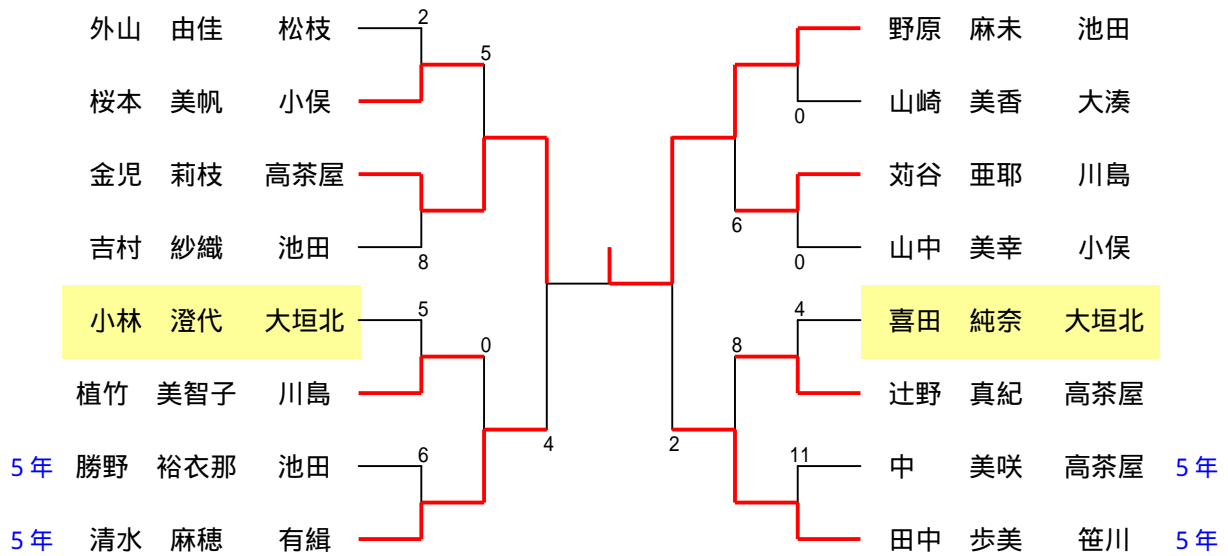 外山 由佳 松枝 2 野原 麻未 池田
5
桜本 美帆 小俣 山崎 美香 大湊
0
金児 莉枝 高茶屋 苅谷 亜耶 川島
6
吉村 紗織 池田 山中 美幸 小俣
8 0
小林 澄代 大垣北 5 4 喜田 純奈 大垣北
0 8
植竹 美智子 川島 辻野 真紀 高茶屋
4 2
5年 勝野 裕衣那 池田 6 11 中 美咲 高茶屋 5年
5年 清水 麻穂 有緝 田中 歩美 笹川 5年